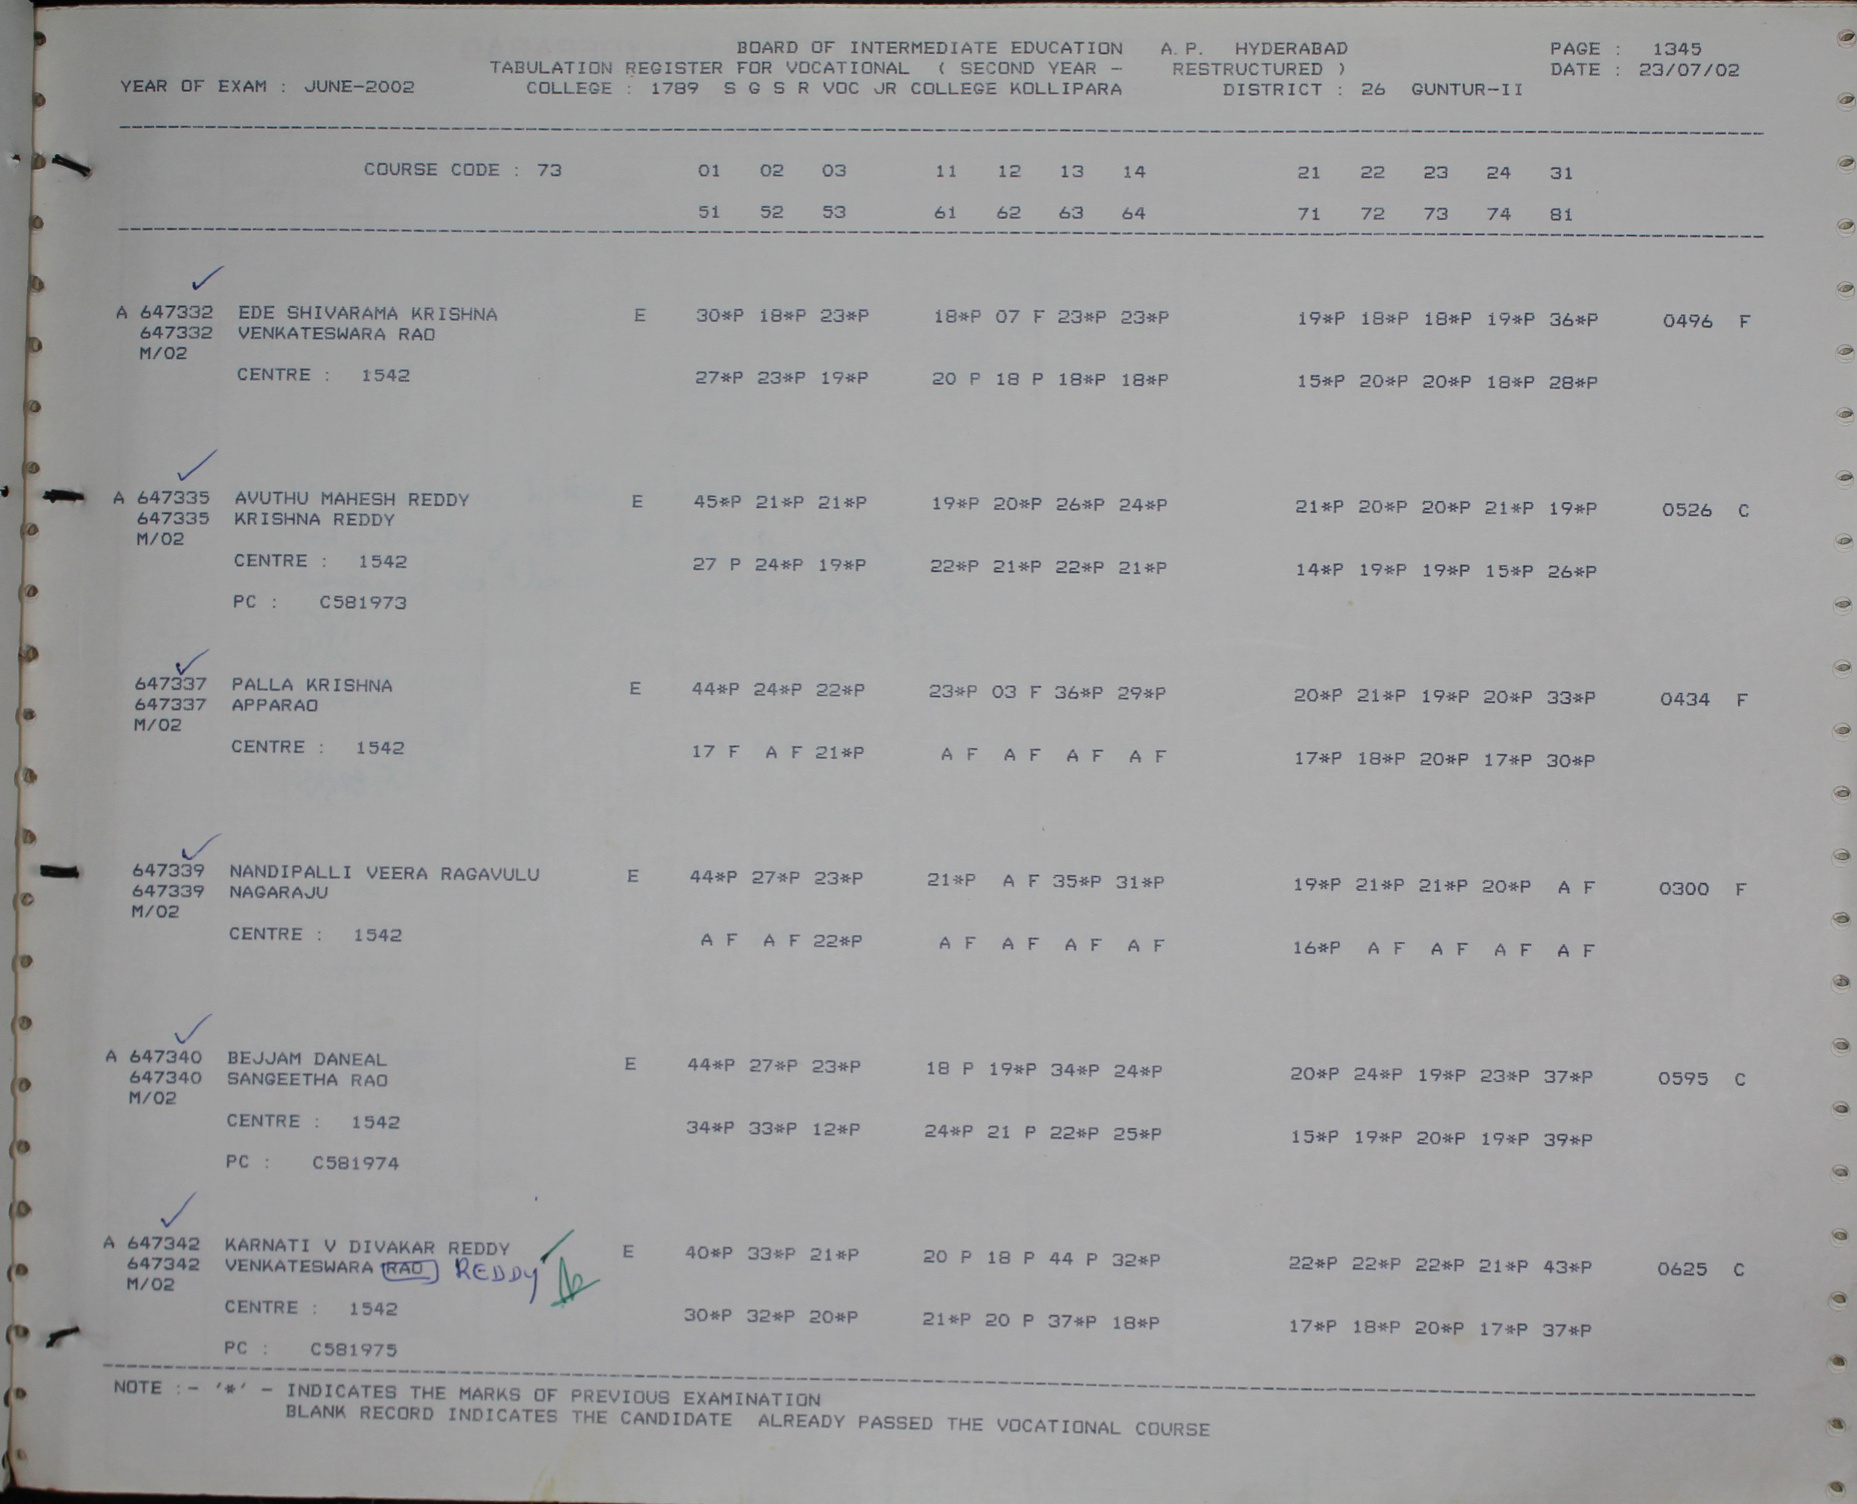 BOARD OF INTERMEDIATE EDUCATION A.P. HYDERABAD PAGE : 1345
TABULATION REGISTER FOR VOCATIONAL ( SECOND YEAR - RESTRUCTURED ) DATE : 23/07/02
YEAR OF EXAM : JUNE-2002 COLLEGE : 1789 S G S R VOC JR COLLEGE KOLLIPARA DISTRICT : 26 GUNTUR-II
COURSE CODE : 73 01 02 03 11 12 13 14 21 22 23 24 31
51 52 53 61 62 63 64 71 72 73 74 81
A 647332 EDE SHIVARAMA KRISHNA E 30*P 18*P 23*P 18*P 07 F 23*P 23*P 19*P 18*P 18*P 19*P 36*P 0496 F
647332 VENKATESWARA RAO
M/02
CENTRE : 1542 27*P 23*P 19*P 20 P 18 P 18*P 18*P 15*P 20*P 20*P 18*P 28*P
A 647335 AVUTHU MAHESH REDDY E 45*P 21*P 21*P 19*P 20*P 26*P 24*P 21*P 20*P 20*P 21*P 19*P 0526 C
647335 KRISHNA REDDY
M/02
CENTRE : 1542 27 P 24*P 19*P 22*P 21*P 22*P 21*P 14*P 19*P 19*P 15*P 26*P
PC : C581973
647337 PALLA KRISHNA E 44*P 24*P 22*P 23*P 03 F 36*P 29*P 20*P 21*P 19*P 20*P 33*P 0434 F
647337 APPARAO
M/02
CENTRE : 1542 17 F A F 21*P A F A F A F A F 17*P 18*P 20*P 17*P 30*P
647339 NANDIPALLI VEERA RAGAVULU E 44*P 27*P 23*P 21*P A F 35*P 31*P 19*P 21*P 21*P 20*P A F 0300 F
647339 NAGARAJU
M/02
CENTRE : 1542 A F A F 22*P A F A F A F A F 16*P A F A F A F A F
A 647340 BEJJAM DANEAL E 44*P 27*P 23*P 18 P 19*P 34*P 24*P 20*P 24*P 19*P 23*P 37*P 0595 C
647340 SANGEETHA RAO
M/02
CENTRE : 1542 34*P 33*P 12*P 24*P 21 P 22*P 25*P 15*P 19*P 20*P 19*P 39*P
PC : C581974
A 647342 KARNATI V DIVAKAR REDDY E 40*P 33*P 21*P 20 P 18 P 44 P 32*P 22*P 22*P 22*P 21*P 43*P 0625 C
647342 VENKATESWARA RAO REDDY
M/02
CENTRE : 1542 30*P 32*P 20*P 21*P 20 P 37*P 18*P 17*P 18*P 20*P 17*P 37*P
PC : C581975
NOTE :- '*' - INDICATES THE MARKS OF PREVIOUS EXAMINATION
BLANK RECORD INDICATES THE CANDIDATE ALREADY PASSED THE VOCATIONAL COURSE